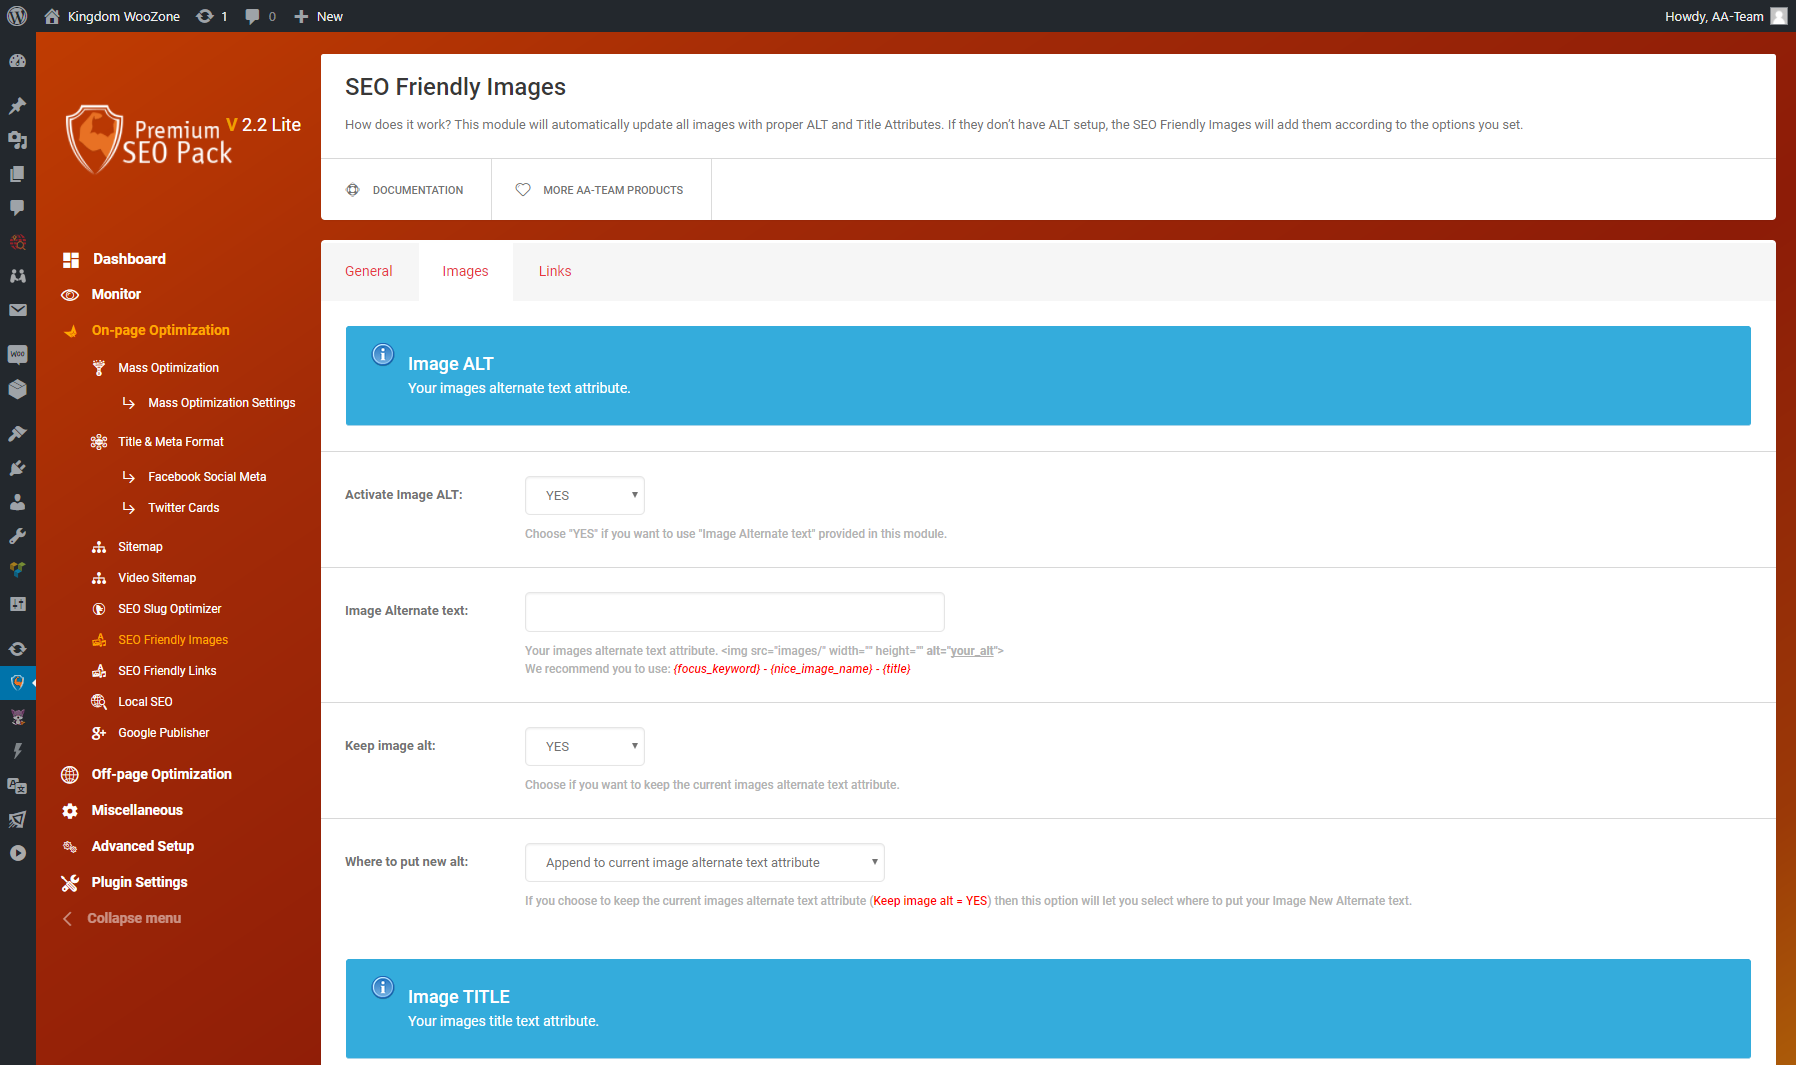 Kingdom WooZone 1 0 New
Howdy, AA-Team
Premium SEO Pack
V 2.2 Lite
Dashboard
Monitor
On-page Optimization
Mass Optimization
Mass Optimization Settings
Title & Meta Format
Facebook Social Meta
Twitter Cards
Sitemap
Video Sitemap
SEO Slug Optimizer
SEO Friendly Images
SEO Friendly Links
Local SEO
Google Publisher
Off-page Optimization
Miscellaneous
Advanced Setup
Plugin Settings
Collapse menu
SEO Friendly Images
How does it work? This module will automatically update all images with proper ALT and Title Attributes. If they don't have ALT setup, the SEO Friendly Images will add them according to the options you set.
DOCUMENTATION
MORE AA-TEAM PRODUCTS
General
Images
Links
Image ALT
Your images alternate text attribute.
Activate Image ALT:
YES
Choose "YES" if you want to use "Image Alternate text" provided in this module.
Image Alternate text:
Your images alternate text attribute. <img src="images/" width="" height="" alt="your_alt">
We recommend you to use: {focus_keyword} - {nice_image_name} - {title}
Keep image alt:
YES
Choose if you want to keep the current images alternate text attribute.
Where to put new alt:
Append to current image alternate text attribute
If you choose to keep the current images alternate text attribute (Keep image alt = YES) then this option will let you select where to put your Image New Alternate text.
Image TITLE
Your images title text attribute.